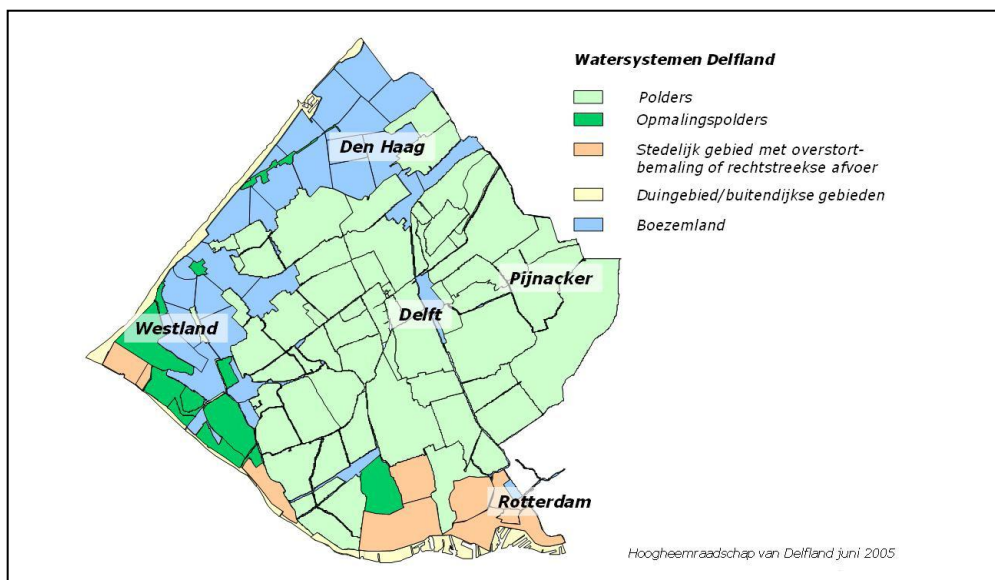 Watersystemen Delfland
Polders
Opmalingspolders
Stedelijk gebied met overstort-
bemaling of rechtstreekse afvoer
Duingebied/buitendijkse gebieden
Boezemland
Den Haag
Pijnacker
Delft
Westland
Rotterdam
Hoogheemraadschap van Delfland juni 2005